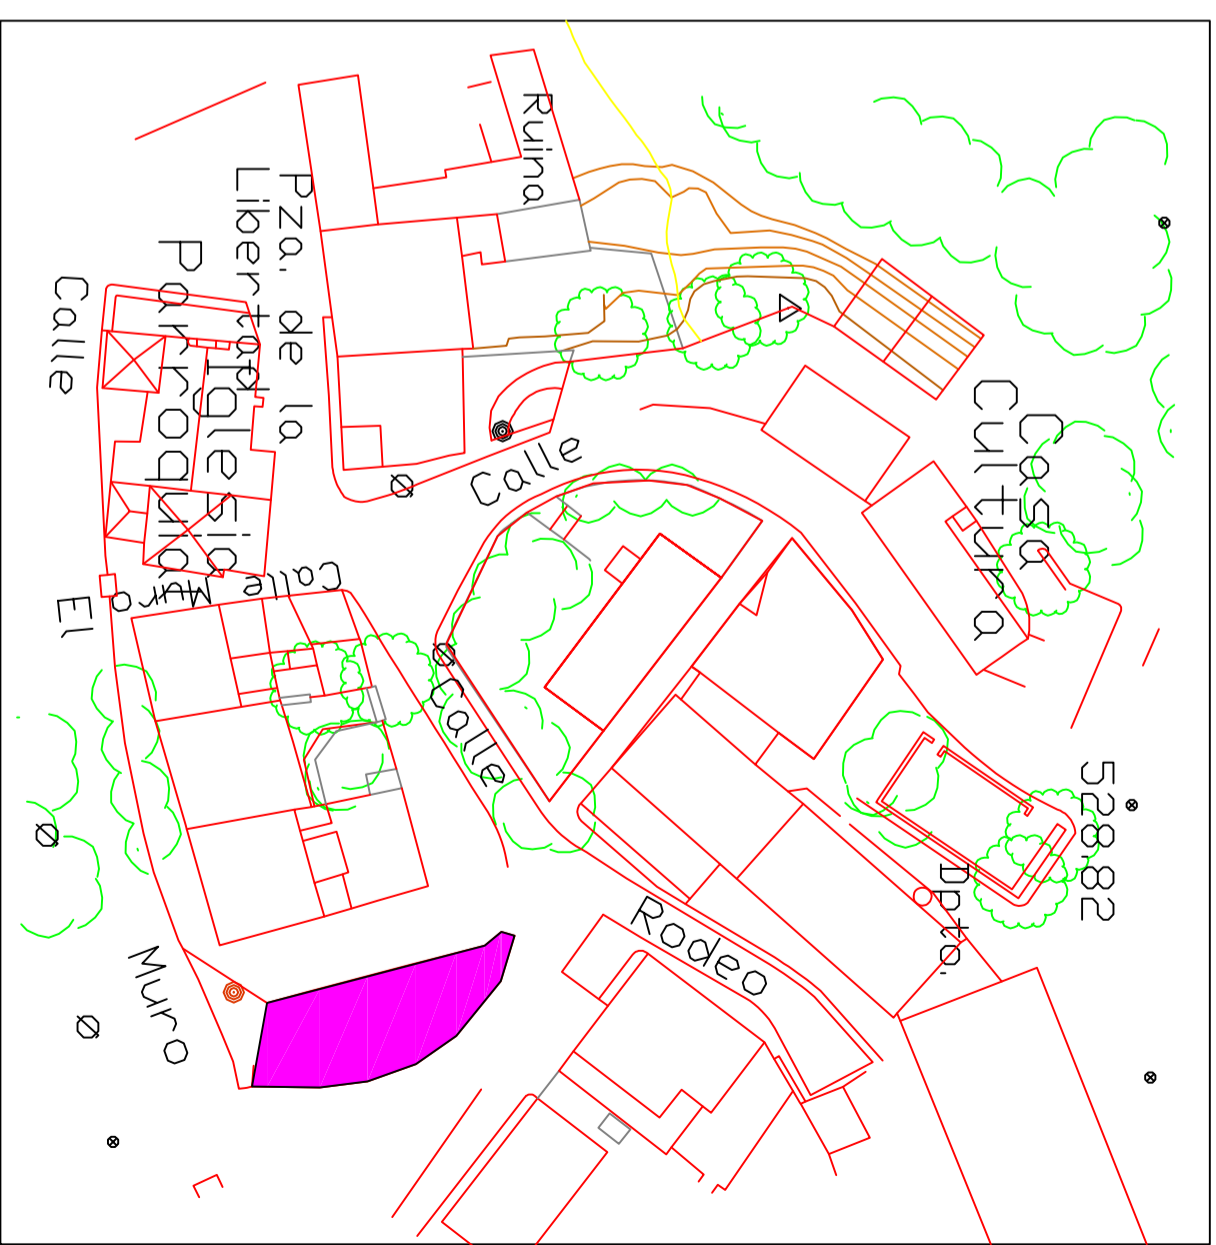 Ruina
Pza. de la
Libertad
Iglesia
Parroquia
Calle
El
Muro
Calle
Muro
Calle
Calle
Rodeo
Casa
Cultura
528.82
Dpto.